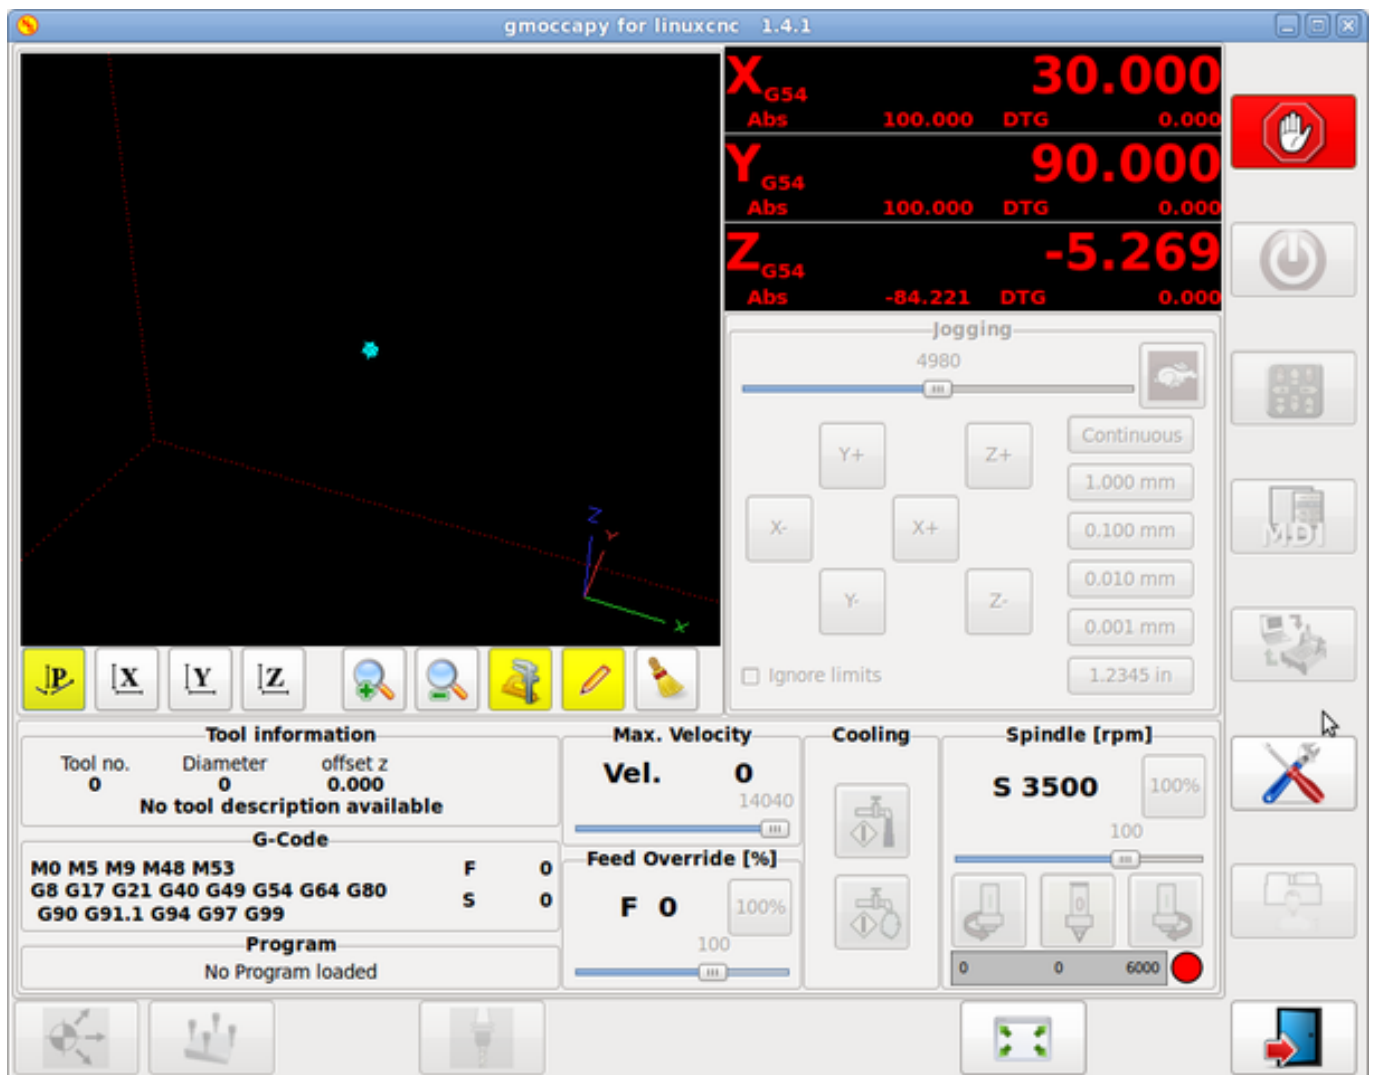 gmoccapy for linuxcnc 1.4.1
X G54 30.000
Abs 100.000 DTG 0.000
Y G54 90.000
Abs 100.000 DTG 0.000
Z G54 -5.269
Abs -84.221 DTG 0.000
Jogging
4980
Continuous
Y+ Z+
1.000 mm
X- X+
0.100 mm
0.010 mm
Y- Z-
0.001 mm
Ignore limits
1.2345 in
MDI
Z
Y
X
P X Y Z
Tool information
Tool no. Diameter offset z
0 0 0.000
No tool description available
G-Code
M0 M5 M9 M48 M53 F 0
G8 G17 G21 G40 G49 G54 G64 G80 S 0
G90 G91.1 G94 G97 G99
Program
No Program loaded
Max. Velocity
Vel. 0
14040
Feed Override [%]
F 0 100%
100
Cooling
Spindle [rpm]
S 3500 100%
100
0
0 0 6000